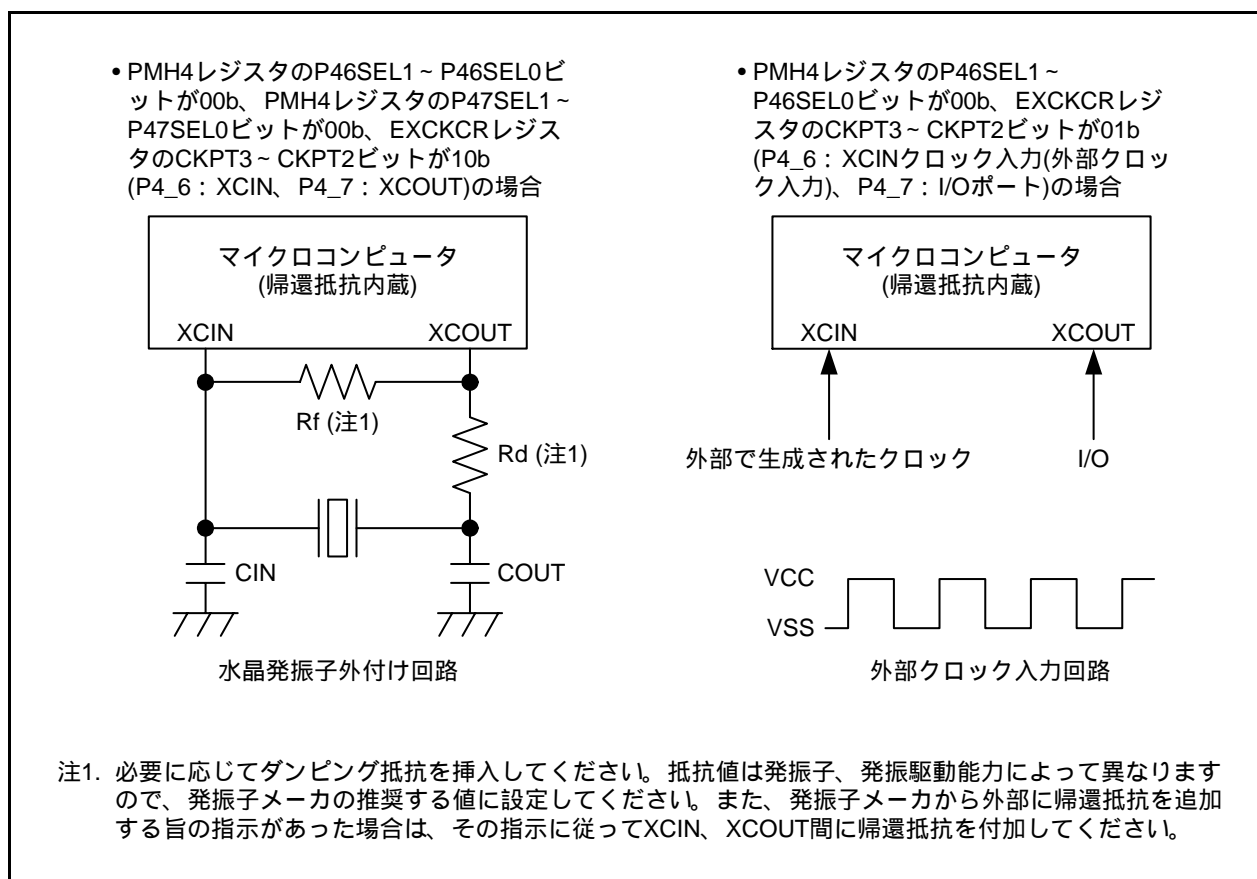 • PMH4レジスタのP46SEL1～P46SEL0ビ
ットが00b、PMH4レジスタのP47SEL1～
P47SEL0ビットが00b、EXCKCRレジス
タのCKPT3～CKPT2ビットが10b
(P4_6：XCIN、P4_7：XCOUT)の場合
マイクロコンピュータ
(帰還抵抗内蔵)
XCIN XCOUT
Rf (注1)
Rd (注1)
CIN COUT
水晶発振子外付け回路
• PMH4レジスタのP46SEL1～
P46SEL0ビットが00b、EXCKCRレジ
スタのCKPT3～CKPT2ビットが01b
(P4_6：XCINクロック入力(外部クロッ
ク入力)、P4_7：I/Oポート)の場合
マイクロコンピュータ
(帰還抵抗内蔵)
XCIN XCOUT
外部で生成されたクロック I/O
VCC
VSS
外部クロック入力回路
注1. 必要に応じてダンピング抵抗を挿入してください。抵抗値は発振子、発振駆動能力によって異なります
ので、発振子メーカの推奨する値に設定してください。また、発振子メーカから外部に帰還抵抗を追加
する旨の指示があった場合は、その指示に従ってXCIN、XCOUT間に帰還抵抗を付加してください。